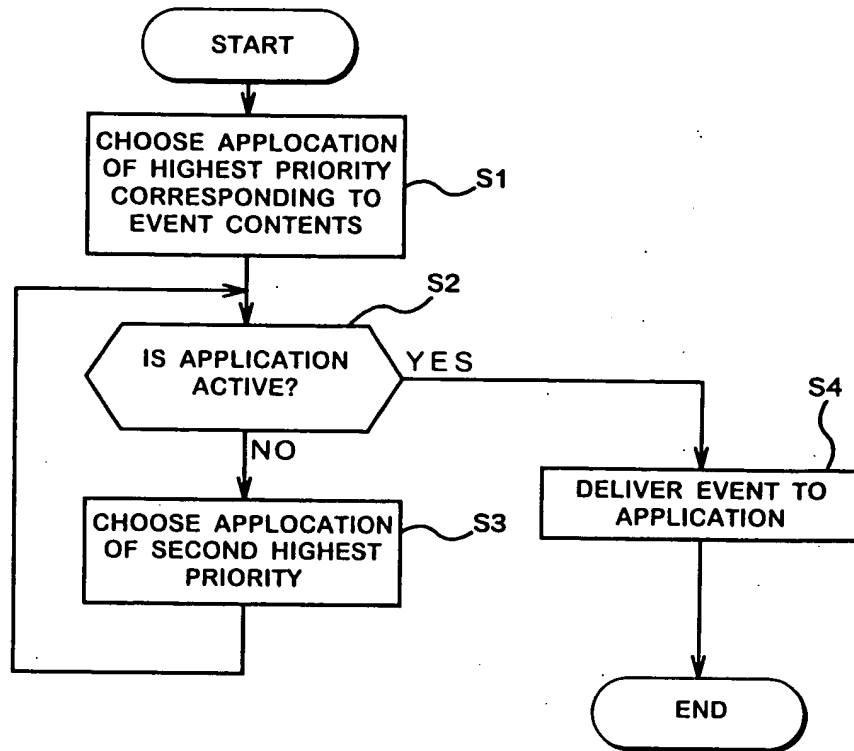 START
CHOOSE APPLOCATION
OF HIGHEST PRIORITY
CORRESPONDING TO
EVENT CONTENTS
S1
S2
IS APPLICATION
ACTIVE?
YES
NO
S4
DELIVER EVENT TO
APPLICATION
CHOOSE APPLOCATION
OF SECOND HIGHEST
PRIORITY
S3
END